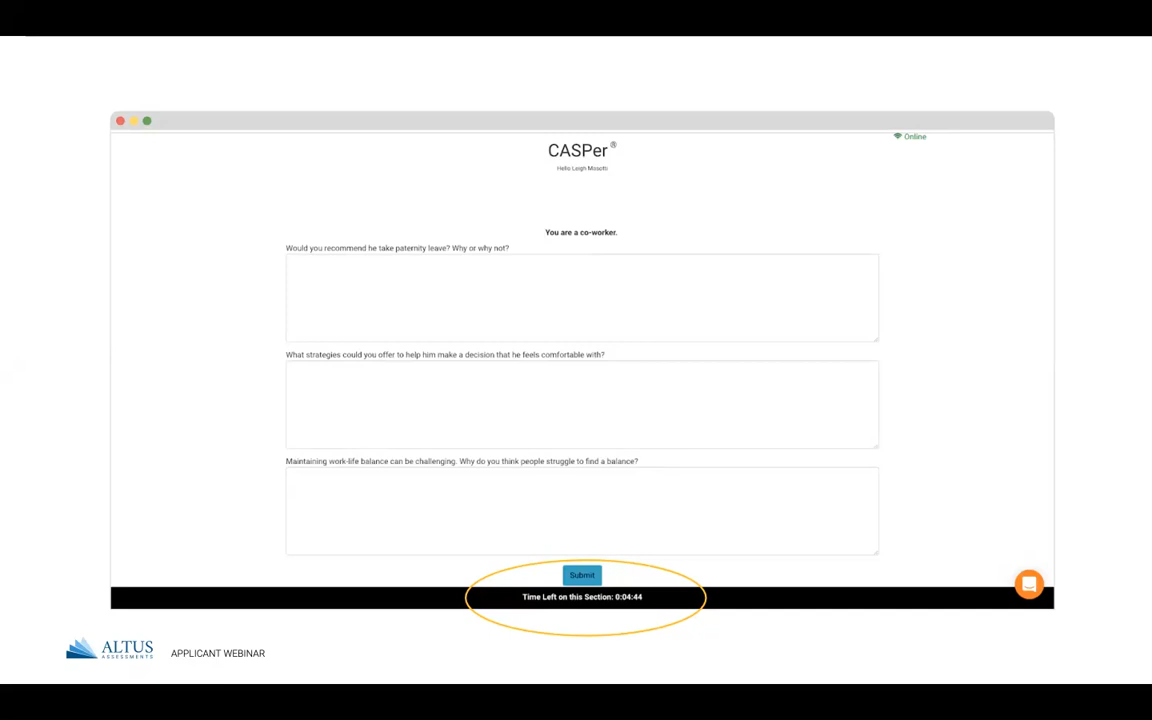 Online
CASPer ®
Hello Leigh Mosotti
You are a co-worker.
Would you recommend he take paternity leave? Why or why not?
What strategies could you offer to help him make a decision that he feels comfortable with?
Maintaining work-life balance can be challenging. Why do you think people struggle to find a balance?
Submit
Time Left on this Section: 0:04:44
ALTUS
ASSESSMENTS
APPLICANT WEBINAR